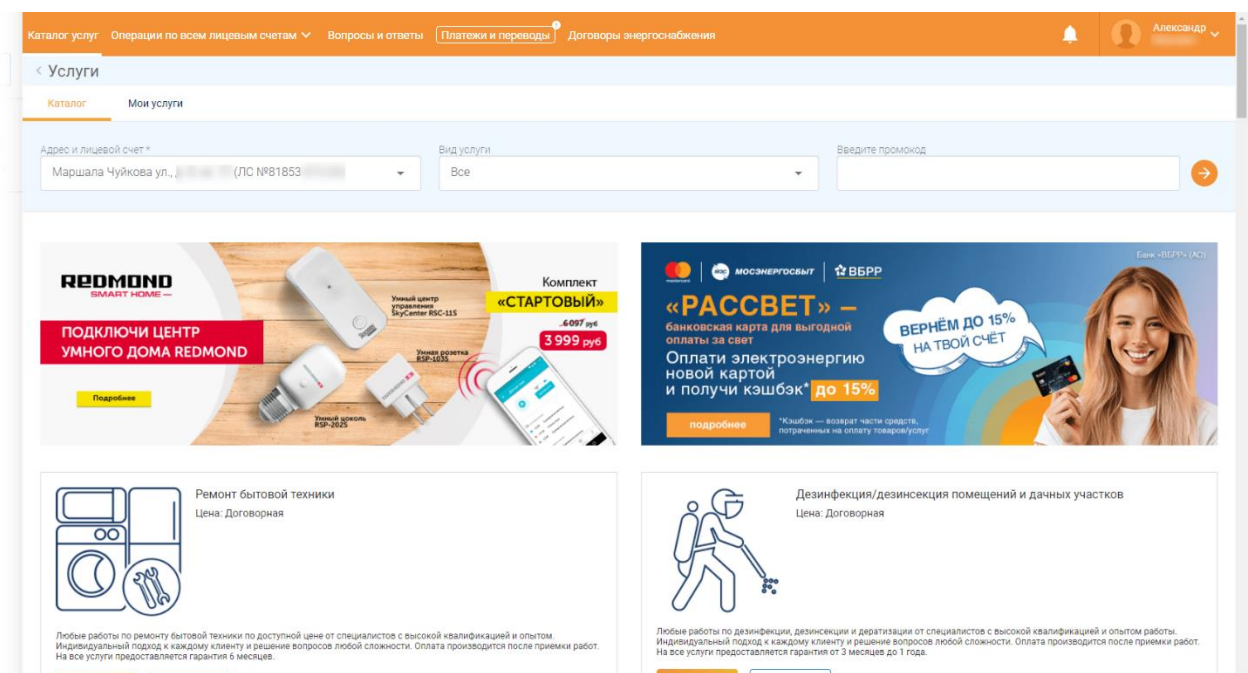 Каталог услуг Операции по всем лицевым счетам Вопросы и ответы Платежи и переводы Договоры энергоснабжения
Александр
Услуги
Каталог Мои услуги
Адрес и лицевой счет *
Маршала Чуйкова ул., (ЛС №81853
Вид услуги
Все
Введите промокод
REDMOND
SMART HOME
ПОДКЛЮЧИ ЦЕНТР
УМНОГО ДОМА REDMOND
Подробнее
Умный центр
управления
SkyCenter RSC-11S
Умная розетка
RSP-103S
Умный цоколь
RSP-202S
Комплект
«СТАРТОВЫЙ»
6097 руб
3 999 руб
mastercard
мэс МОСЭНЕРГОСБЫТ
ВБРР
Банк «ВБРР» (АО)
«РАССВЕТ» –
банковская карта для выгодной
оплаты за свет
Оплати электроэнергию
новой картой
и получи кэшбэк* до 15%
подробнее
*Кэшбэк — возврат части средств,
потраченных на оплату товаров/услуг
ВЕРНЁМ ДО 15%
НА ТВОЙ СЧЁТ
Ремонт бытовой техники
Цена: Договорная
Любые работы по ремонту бытовой техники по доступной цене от специалистов с высокой квалификацией и опытом.
Индивидуальный подход к каждому клиенту и решение вопросов любой сложности. Оплата производится после приемки работ.
На все услуги предоставляется гарантия 6 месяцев.
Дезинфекция/дезинсекция помещений и дачных участков
Цена: Договорная
Любые работы по дезинфекции, дезинсекции и дератизации от специалистов с высокой квалификацией и опытом работы.
Индивидуальный подход к каждому клиенту и решение вопросов любой сложности. Оплата производится после приемки работ.
На все услуги предоставляется гарантия от 3 месяцев до 1 года.